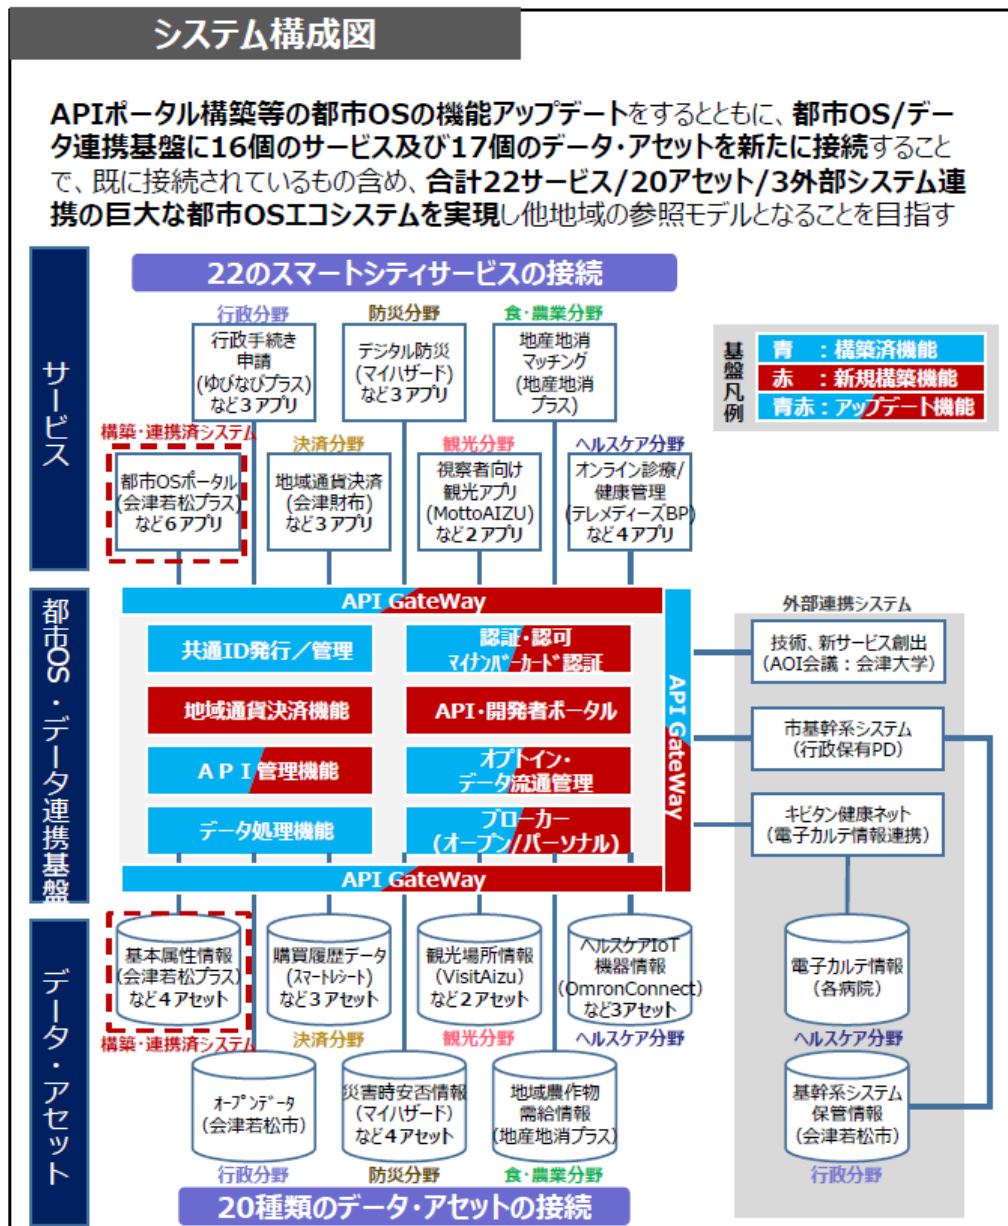 システム構成図
APIポータル構築等の都市OSの機能アップデートをするとともに、都市OS/デー
タ連携基盤に16個のサービス及び17個のデータ・アセットを新たに接続すること
で、既に接続されているもの含め、合計22サービス/20アセット/3外部システム連
携の巨大な都市OSエコシステムを実現し他地域の参照モデルとなることを目指す
サービス
22のスマートシティサービスの接続
行政分野
行政手続き
申請
(ゆびなびプラス)
など3アプリ
防災分野
デジタル防災
(マイハザード)
など3アプリ
食・農業分野
地産地消
マッチング
(地産地消
プラス)
基盤凡例
青 ：構築済機能
赤 ：新規構築機能
青赤：アップデート機能
構築・連携済システム
都市OSポータル
(会津若松プラス)
など6アプリ
決済分野
地域通貨決済
(会津財布)
など3アプリ
観光分野
視察者向け
観光アプリ
(MottoAIZU)
など2アプリ
ヘルスケア分野
オンライン診療/
健康管理
(テレメディーズBP)
など4アプリ
都市OS・データ連携基盤
API GateWay
共通ID発行／管理
認証・認可
ﾏｲﾅﾝﾊﾞｰｶｰﾄﾞ認証
地域通貨決済機能
API・開発者ポータル
ＡＰＩ管理機能
オプトイン・
データ流通管理
データ処理機能
ブローカー
(オープン/パーソナル)
API GateWay
API GateWay
外部連携システム
技術、新サービス創出
(AOI会議：会津大学)
市基幹系システム
(行政保有PD)
キビタン健康ネット
(電子カルテ情報連携)
電子カルテ情報
(各病院)
ヘルスケア分野
基幹系システム
保管情報
(会津若松市)
行政分野
データ・アセット
基本属性情報
(会津若松プラス)
など4アセット
構築・連携済システム
購買履歴データ
(ｽﾏｰﾄﾚｼｰﾄ)
など3アセット
決済分野
観光場所情報
(VisitAizu)
など2アセット
観光分野
ヘルスケアIoT
機器情報
(OmronConnect)
など3アセット
ヘルスケア分野
ｵｰﾌﾟﾝﾃﾞｰﾀ
(会津若松市)
行政分野
災害時安否情報
(マイハザード)
など4アセット
防災分野
地域農作物
需給情報
(地産地消プラス)
食・農業分野
20種類のデータ・アセットの接続